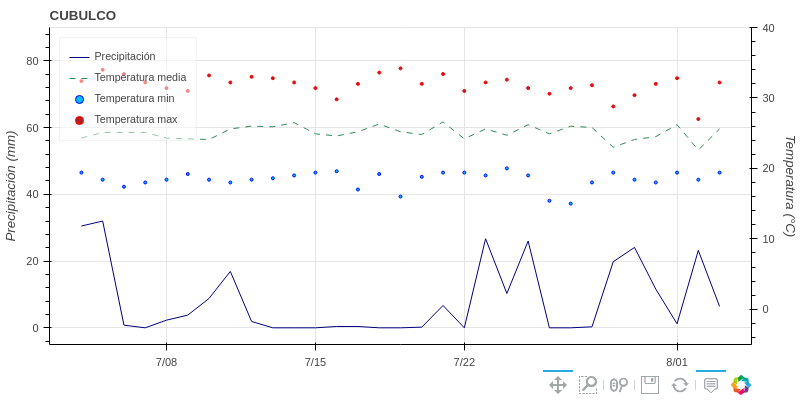 CUBULCO
Precipitación
Temperatura media
Temperatura min
Temperatura max
80
60
40
20
0
Precipitación (mm)
40
30
20
10
0
Temperatura (°C)
7/08
7/15
7/22
8/01